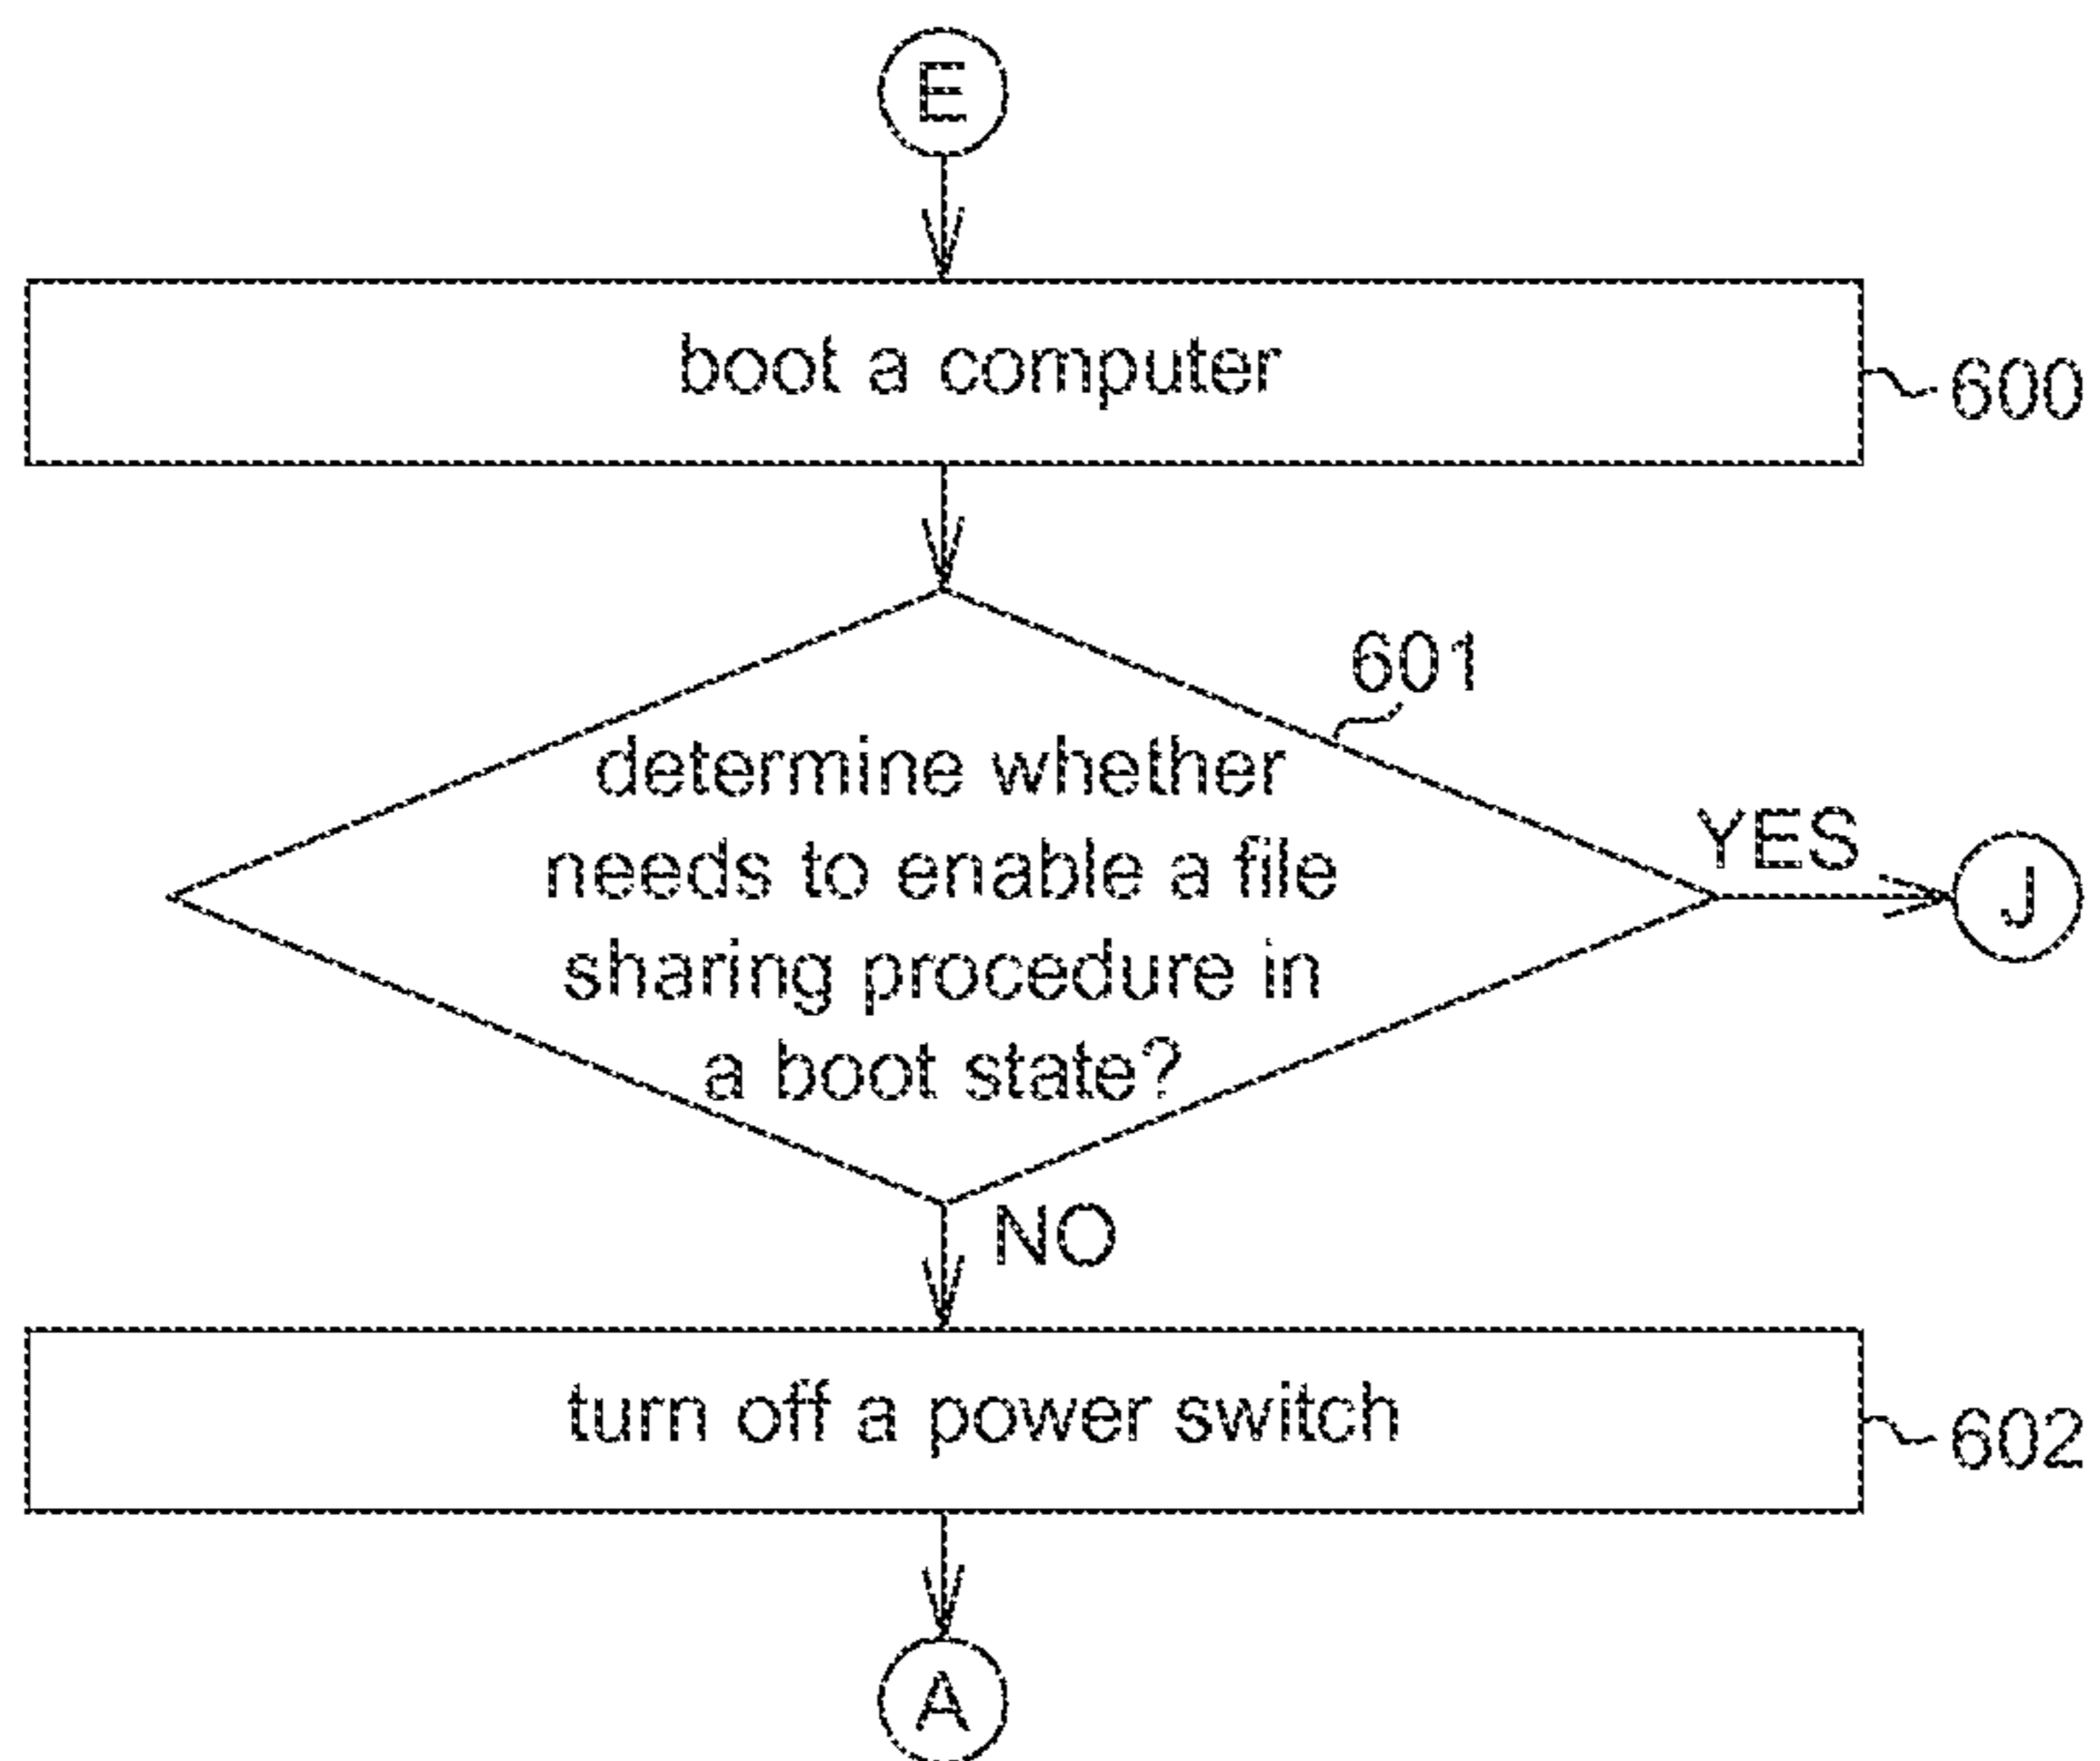 E
boot a computer
600
601
determine whether
needs to enable a file
sharing procedure in
a boot state?
YES
J
NO
turn off a power switch
602
A